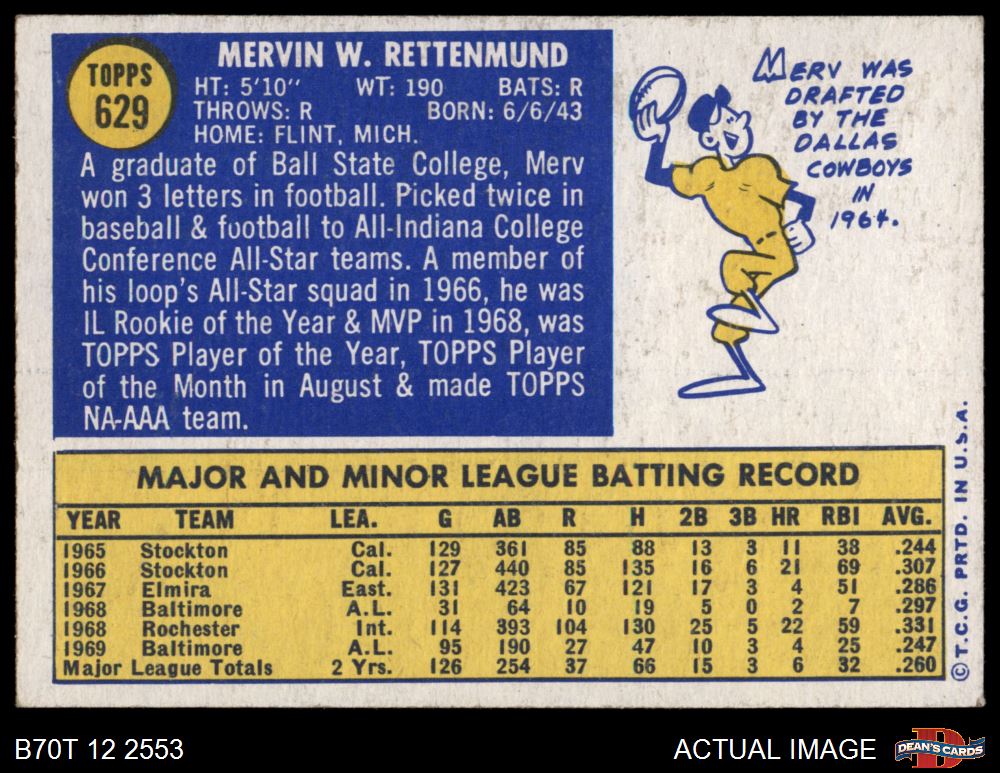 TOPPS
629
MERVIN W. RETTENMUND
HT: 5'10" WT: 190 BATS: R
THROWS: R BORN: 6/6/43
HOME: FLINT, MICH.
A graduate of Ball State College, Merv
won 3 letters in football. Picked twice in
baseball & football to All-Indiana College
Conference All-Star teams. A member of
his loop's All-Star squad in 1966, he was
IL Rookie of the Year & MVP in 1968, was
TOPPS Player of the Year, TOPPS Player
of the Month in August & made TOPPS
NA-AAA team.
MERV WAS
DRAFTED
BY THE
DALLAS
COWBOYS
IN
1964.
MAJOR AND MINOR LEAGUE BATTING RECORD
YEAR TEAM LEA. G AB R H 2B 3B HR RBI AVG.
1965 Stockton Cal. 129 361 85 88 13 3 11 38 .244
1966 Stockton Cal. 127 440 85 135 16 6 21 69 .307
1967 Elmira East. 131 423 67 121 17 3 4 51 .286
1968 Baltimore A.L. 31 64 10 19 5 0 2 7 .297
1968 Rochester Int. 114 393 104 130 25 5 22 59 .331
1969 Baltimore A.L. 95 190 27 47 10 3 4 25 .247
Major League Totals 2 Yrs. 126 254 37 66 15 3 6 32 .260
©T.C.G. PRTD. IN U.S.A.
B70T 12 2553
ACTUAL IMAGE
D
DEAN'S CARDS